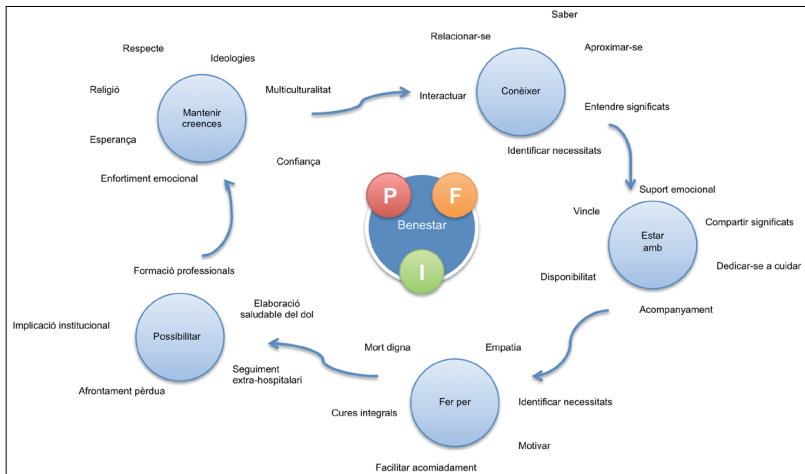 Respecte
Ideologies
Religió
Multiculturalitat
Mantenir
creences
Esperança
Confiança
Enfortiment emocional
Saber
Relacionar-se
Aproximar-se
Interactuar
Conèixer
Entendre significats
Identificar necessitats
Suport emocional
Vincle
Compartir significats
Estar
amb
Dedicar-se a cuidar
Disponibilitat
Acompanyament
P
F
Benestar
I
Empatia
Mort digna
Fer per
Identificar necessitats
Cures integrals
Motivar
Facilitar acomiadament
Formació professionals
Elaboració
saludable del dol
Implicació institucional
Possibilitar
Seguiment
extra-hospitalari
Afrontament pèrdua